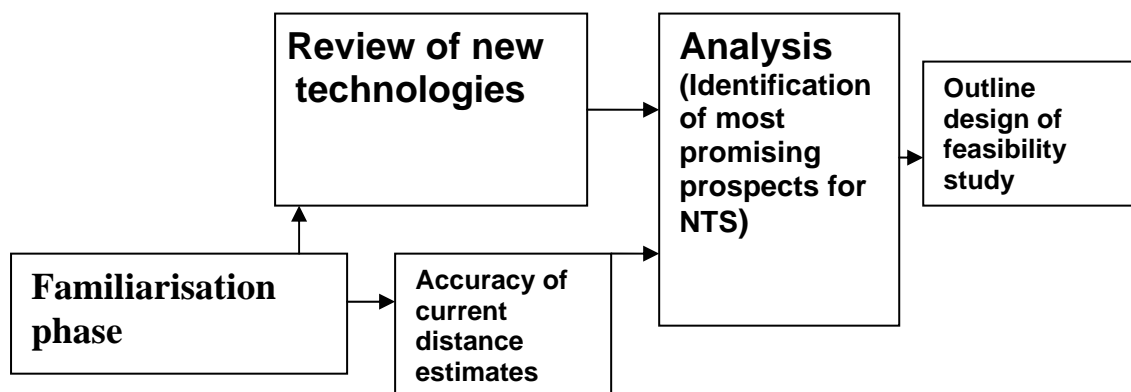 Familiarisation
phase
Review of new
technologies
Accuracy of
current
distance
estimates
Analysis
(Identification
of most
promising
prospects for
NTS)
Outline
design of
feasibility
study